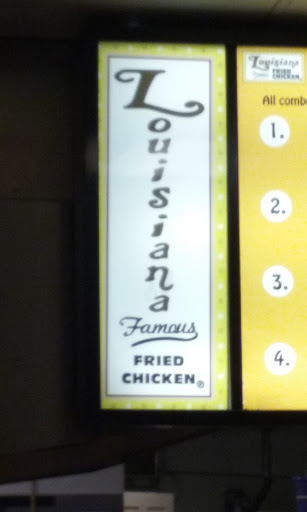 Louisiana
Famous
FRIED
CHICKEN®
Louisiana
FRIED
CHICKEN
All comb
1.
2.
3.
4.